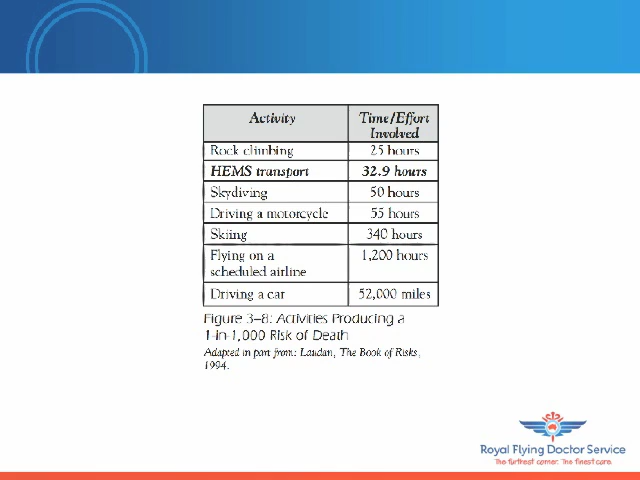 Activity Time/Effort
Involved
Rock climbing 25 hours
HEMS transport 32.9 hours
Skydiving 50 hours
Driving a motorcycle 55 hours
Skiing 340 hours
Flying on a 1,200 hours
scheduled airline
Driving a car 52,000 miles
Figure 3–8: Activities Producing a
1-in-1,000 Risk of Death
Adapted in part from: Laudan, The Book of Risks,
1994.
Royal Flying Doctor Service
The furthest corner. The finest care.